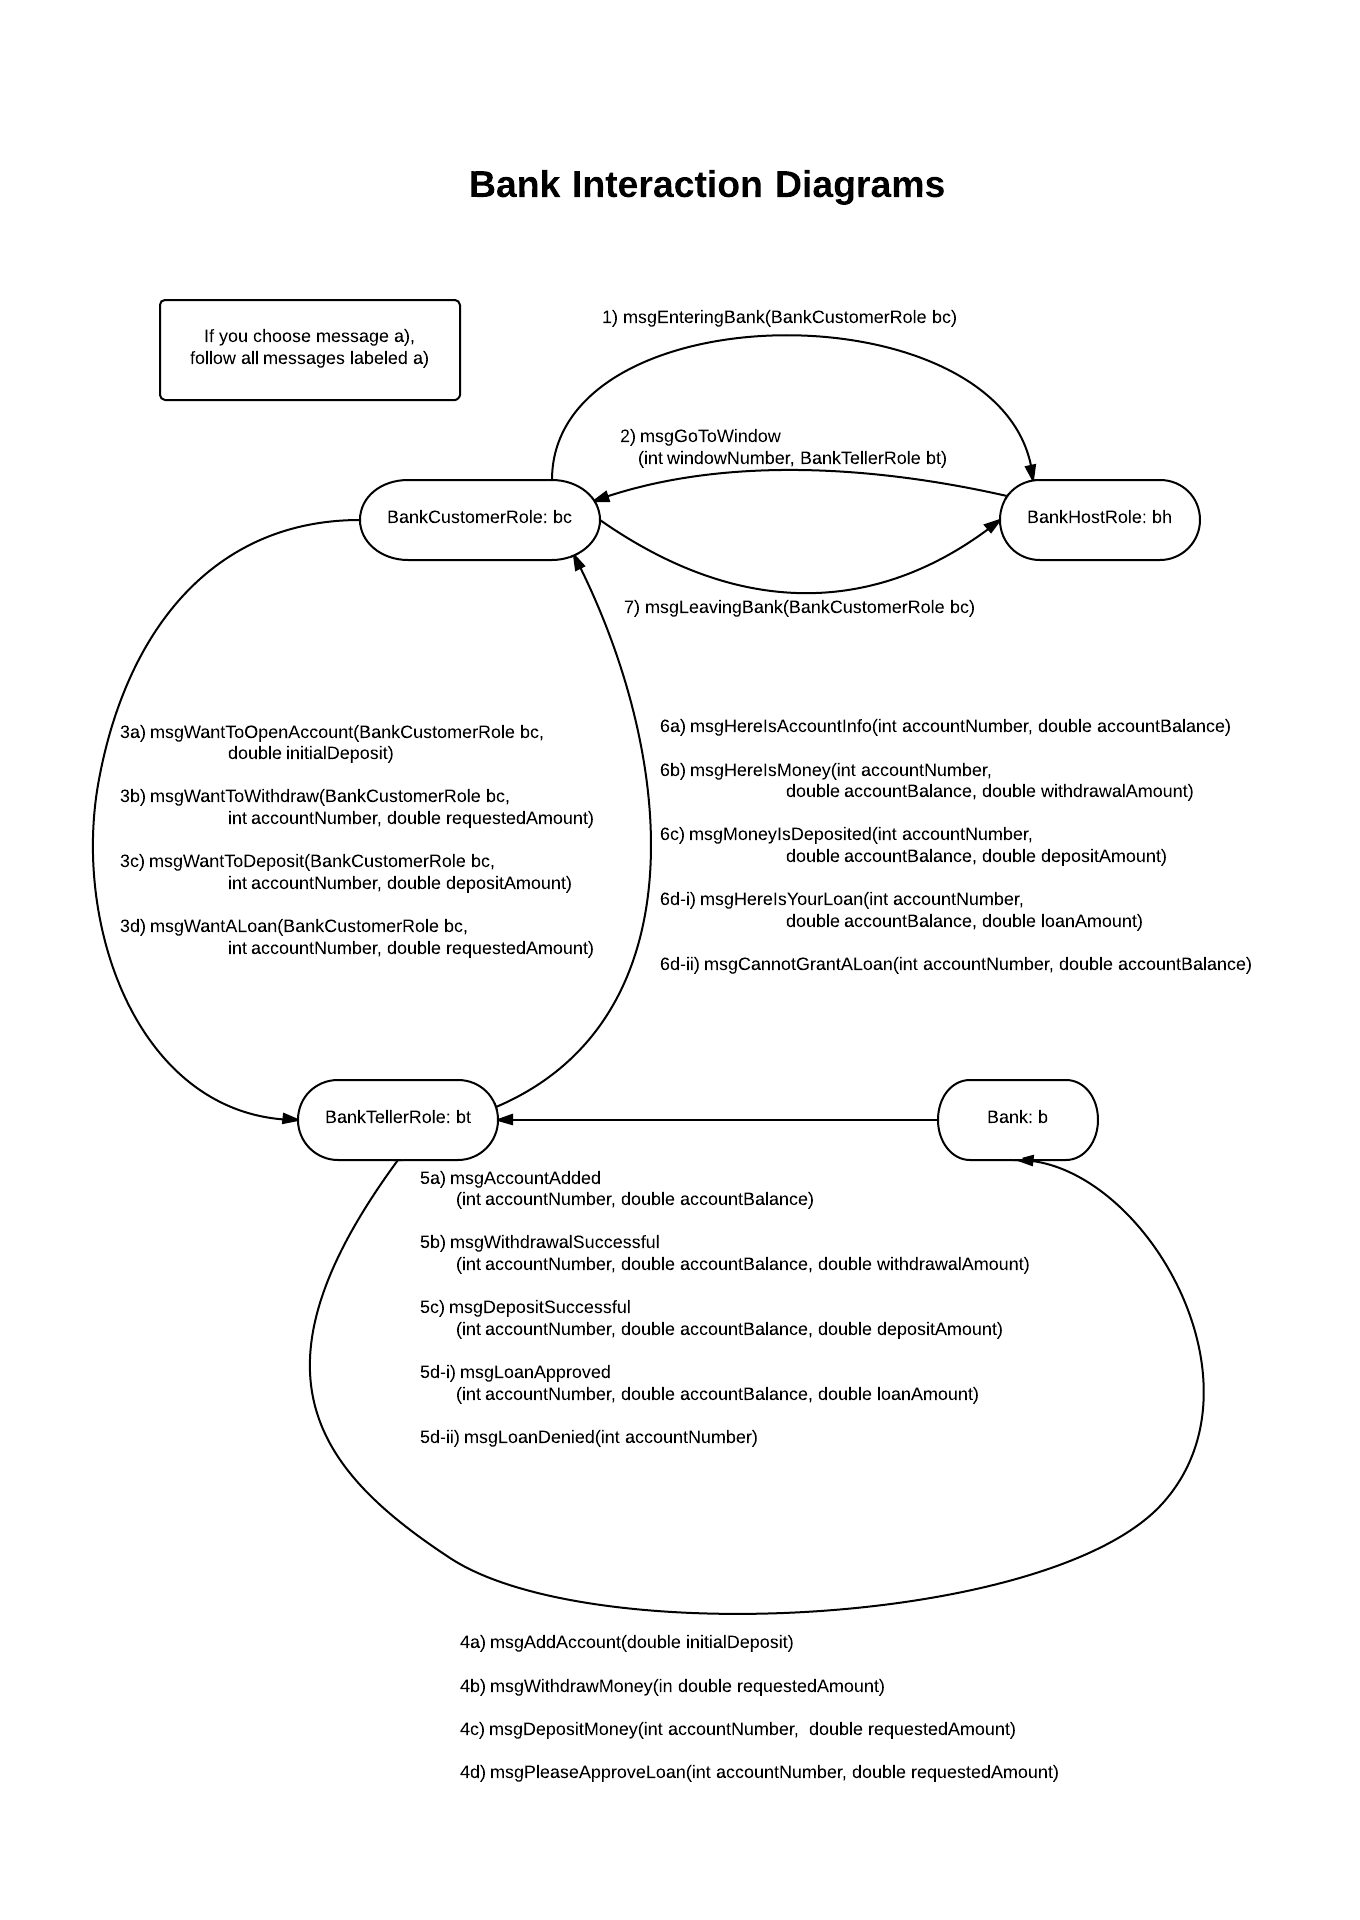 Bank Interaction Diagrams
If you choose message a),
follow all messages labeled a)
1) msgEnteringBank(BankCustomerRole bc)
2) msgGoToWindow
(int windowNumber, BankTellerRole bt)
BankCustomerRole: bc
BankHostRole: bh
7) msgLeavingBank(BankCustomerRole bc)
3a) msgWantToOpenAccount(BankCustomerRole bc,
double initialDeposit)
3b) msgWantToWithdraw(BankCustomerRole bc,
int accountNumber, double requestedAmount)
3c) msgWantToDeposit(BankCustomerRole bc,
int accountNumber, double depositAmount)
3d) msgWantALoan(BankCustomerRole bc,
int accountNumber, double requestedAmount)
6a) msgHereIsAccountInfo(int accountNumber, double accountBalance)
6b) msgHereIsMoney(int accountNumber,
double accountBalance, double withdrawalAmount)
6c) msgMoneyIsDeposited(int accountNumber,
double accountBalance, double depositAmount)
6d-i) msgHereIsYourLoan(int accountNumber,
double accountBalance, double loanAmount)
6d-ii) msgCannotGrantALoan(int accountNumber, double accountBalance)
BankTellerRole: bt
Bank: b
5a) msgAccountAdded
(int accountNumber, double accountBalance)
5b) msgWithdrawalSuccessful
(int accountNumber, double accountBalance, double withdrawalAmount)
5c) msgDepositSuccessful
(int accountNumber, double accountBalance, double depositAmount)
5d-i) msgLoanApproved
(int accountNumber, double accountBalance, double loanAmount)
5d-ii) msgLoanDenied(int accountNumber)
4a) msgAddAccount(double initialDeposit)
4b) msgWithdrawMoney(in double requestedAmount)
4c) msgDepositMoney(int accountNumber,  double requestedAmount)
4d) msgPleaseApproveLoan(int accountNumber, double requestedAmount)